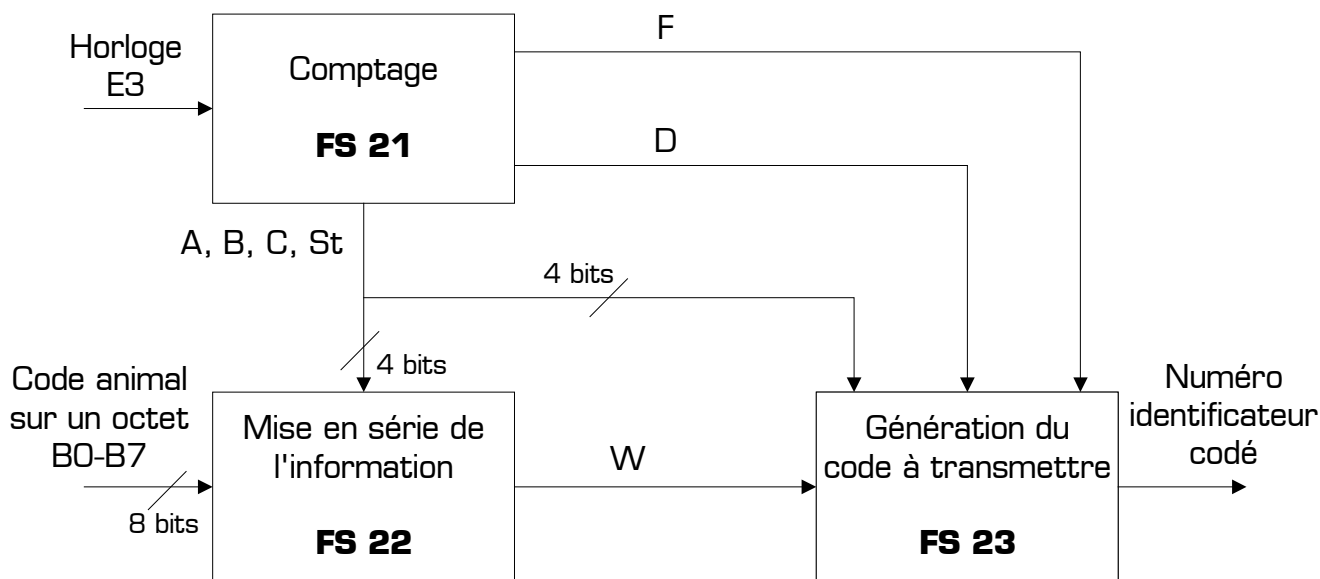 F
Horloge
E3
Comptage
FS 21
D
A, B, C, St
4 bits
4 bits
Code animal
sur un octet
B0-B7
8 bits
Mise en série de
l'information
FS 22
W
Génération du
code à transmettre
FS 23
Numéro
identificateur
codé